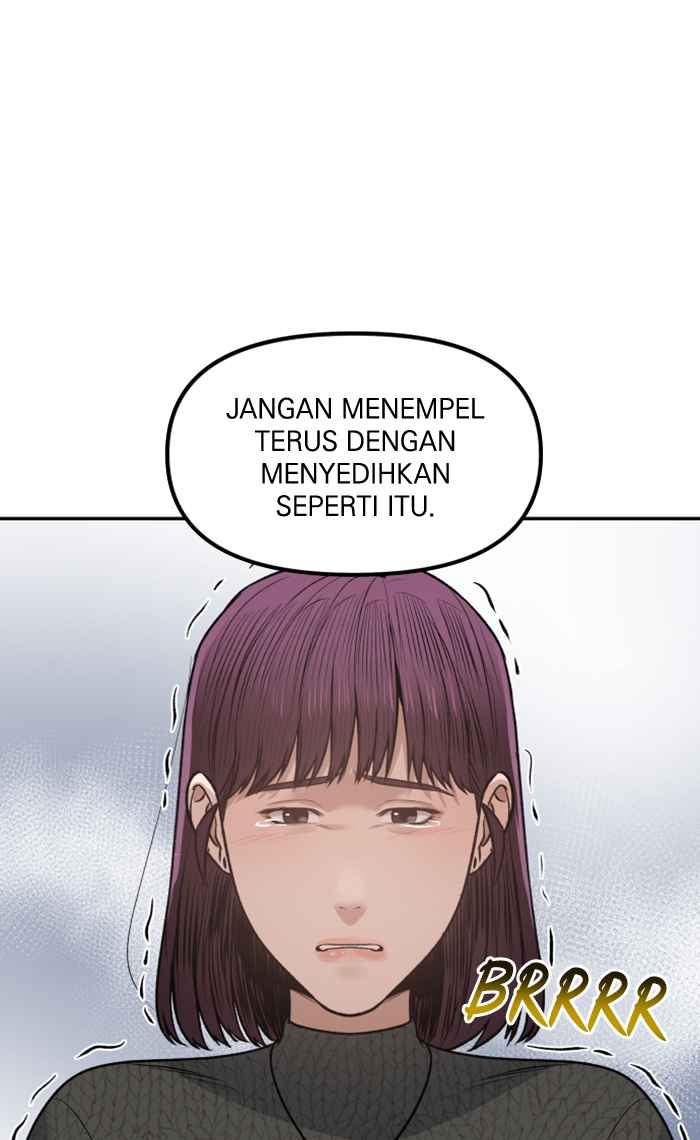 JANGAN MENEMPEL
TERUS DENGAN
MENYEDIHKAN
SEPERTI ITU.
BRRRR